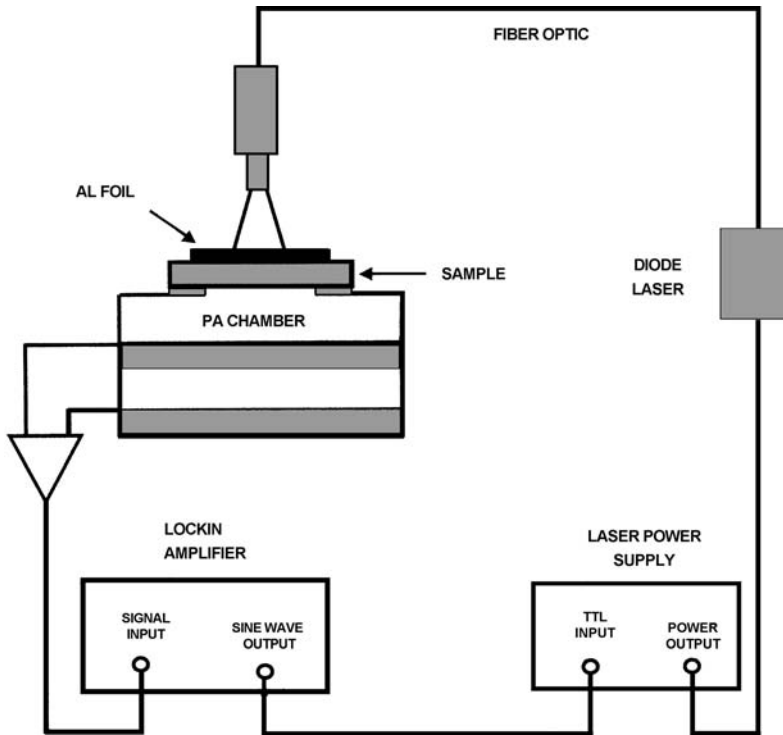 FIBER OPTIC
AL FOIL
SAMPLE
DIODE
LASER
PA CHAMBER
LOCKIN
AMPLIFIER
LASER POWER
SUPPLY
SIGNAL
INPUT
SINE WAVE
OUTPUT
TTL
INPUT
POWER
OUTPUT